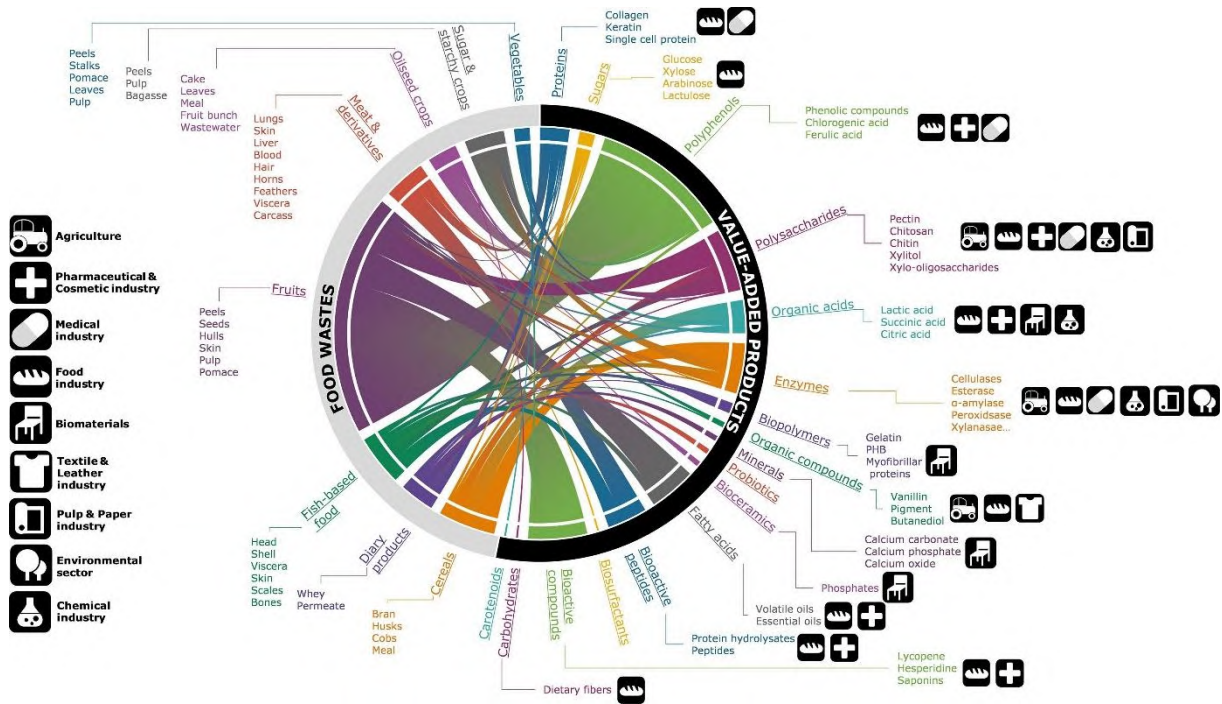 Collagen
Keratin
Single cell protein
Proteins
Glucose
Xylose
Arabinose
Lactulose
Sugars
Phenolic compounds
Chlorogenic acid
Ferulic acid
Polyphenols
Pectin
Chitosan
Chitin
Xylitol
Xylo-oligosaccharides
Polysaccharides
Lactic acid
Succinic acid
Citric acid
Organic acids
Cellulases
Esterase
α-amylase
Peroxidsase
Xylanasae...
Enzymes
Gelatin
PHB
Myofibrillar
proteins
Biopolymers
Vanillin
Pigment
Butanediol
Organic compounds
Calcium carbonate
Calcium phosphate
Calcium oxide
Minerals
Probiotics
Phosphates
Bioceramics
Volatile oils
Essential oils
Fatty acids
Protein hydrolysates
Peptides
Biooactive
peptides
Biosurfactants
Lycopene
Hesperidine
Saponins
Bioactive
compounds
Dietary fibers
Carbohydrates
Carotenoids
VALUE-ADDED PRODUCTS
FOOD WASTES
Vegetables
Peels
Stalks
Pomace
Leaves
Pulp
Sugar &
starchy crops
Peels
Pulp
Bagasse
Oilseed crops
Cake
Leaves
Meal
Fruit bunch
Wastewater
Meat &
derivatives
Lungs
Skin
Liver
Blood
Hair
Horns
Feathers
Viscera
Carcass
Fruits
Peels
Seeds
Hulls
Skin
Pulp
Pomace
Fish-based
food
Head
Shell
Viscera
Skin
Scales
Bones
Diary
products
Whey
Permeate
Cereals
Bran
Husks
Cobs
Meal
Agriculture
Pharmaceutical &
Cosmetic industry
Medical
industry
Food
industry
Biomaterials
Textile &
Leather
industry
Pulp & Paper
industry
Environmental
sector
Chemical
industry